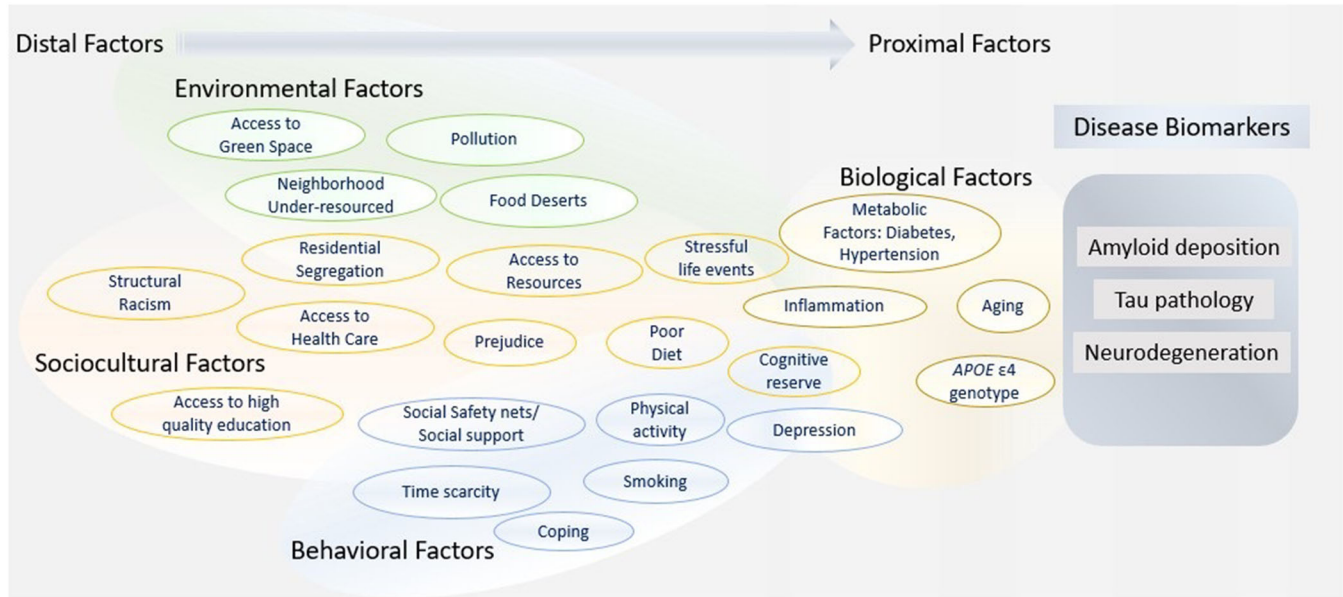 Distal Factors
Proximal Factors
Environmental Factors
Access to
Green Space
Pollution
Neighborhood
Under-resourced
Food Deserts
Disease Biomarkers
Biological Factors
Metabolic
Factors: Diabetes,
Hypertension
Residential
Segregation
Access to
Resources
Stressful
life events
Structural
Racism
Inflammation
Aging
Access to
Health Care
Prejudice
Poor
Diet
Cognitive
reserve
APOE ε4
genotype
Sociocultural Factors
Access to high
quality education
Social Safety nets/
Social support
Physical
activity
Depression
Time scarcity
Smoking
Coping
Behavioral Factors
Amyloid deposition
Tau pathology
Neurodegeneration